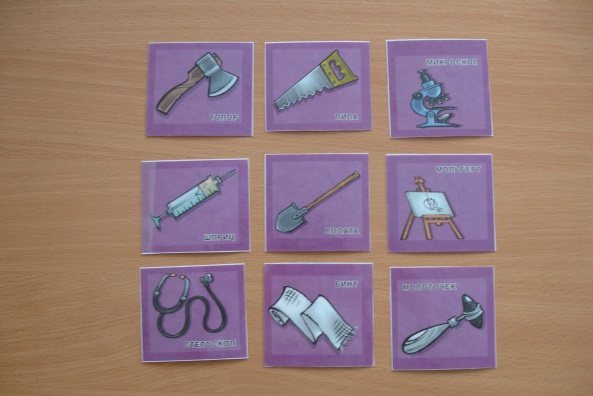 ТОПОР
ПИЛА
МИКРОСКОП
ШПРИЦ
ЛОПАТА
МОЛЬБЕРТ
СТЕТОСКОП
БИНТ
МОЛОТОЧЕК